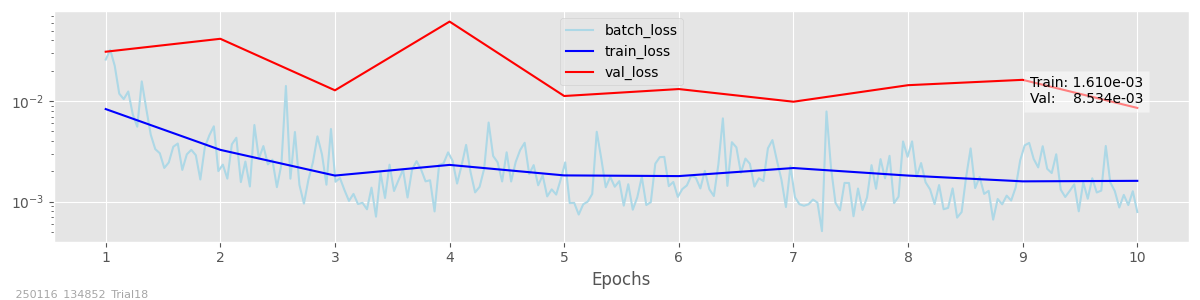 batch_loss
train_loss
val_loss
Train: 1.610e-03
Val: 8.534e-03
10⁻²
10⁻³
1 2 3 4 5 6 7 8 9 10
Epochs
250116_134852_Trial18